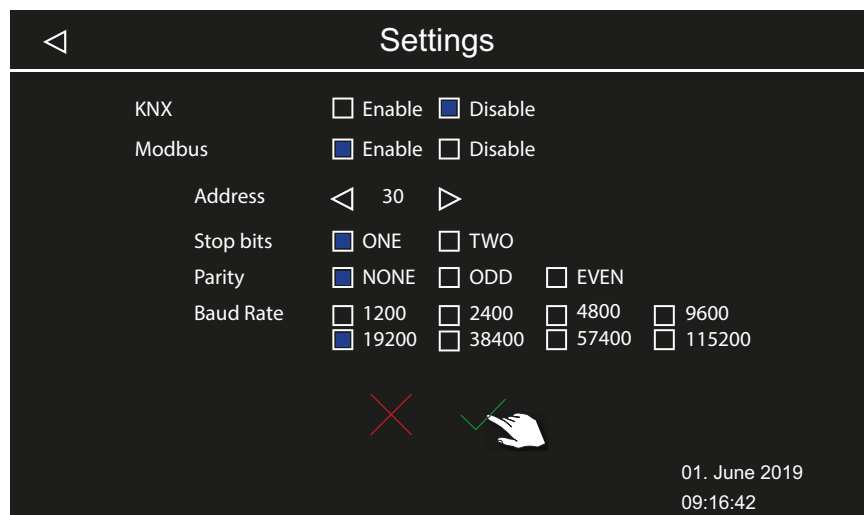 Settings
KNX Enable Disable
Modbus Enable Disable
Address 30
Stop bits ONE TWO
Parity NONE ODD EVEN
Baud Rate 1200 2400 4800 9600
19200 38400 57400 115200
01. June 2019
09:16:42